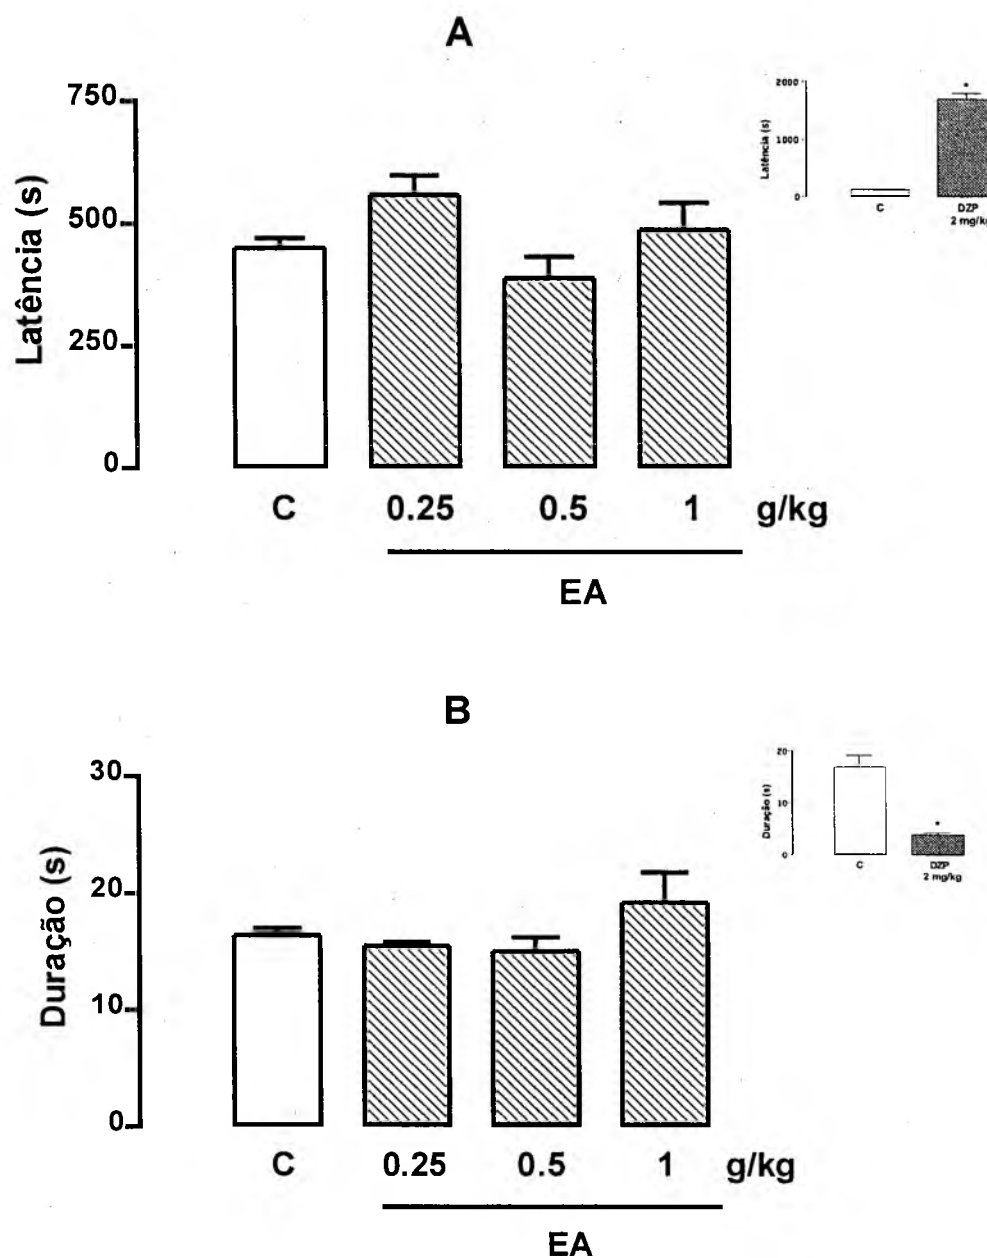 A
750
500
250
0
Latência (s)
C 0.25 0.5 1 g/kg
EA
2000
1000
0
Latência (s)
*
C DZP
2 mg/kg
B
30
20
10
0
Duração (s)
C 0.25 0.5 1 g/kg
EA
20
10
0
Duração (s)
*
C DZP
2 mg/kg